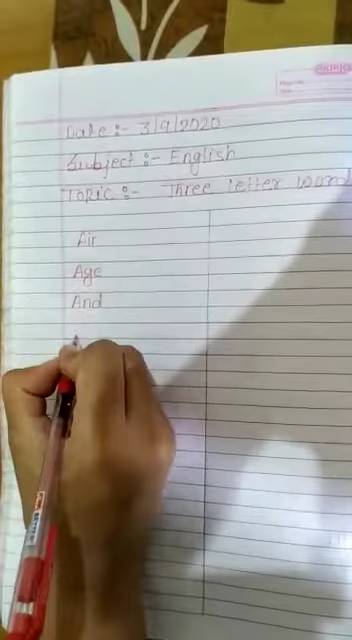 Date :- 3/9/2020
Subject :- English
Topic :- Three letter word
Air
Age
And